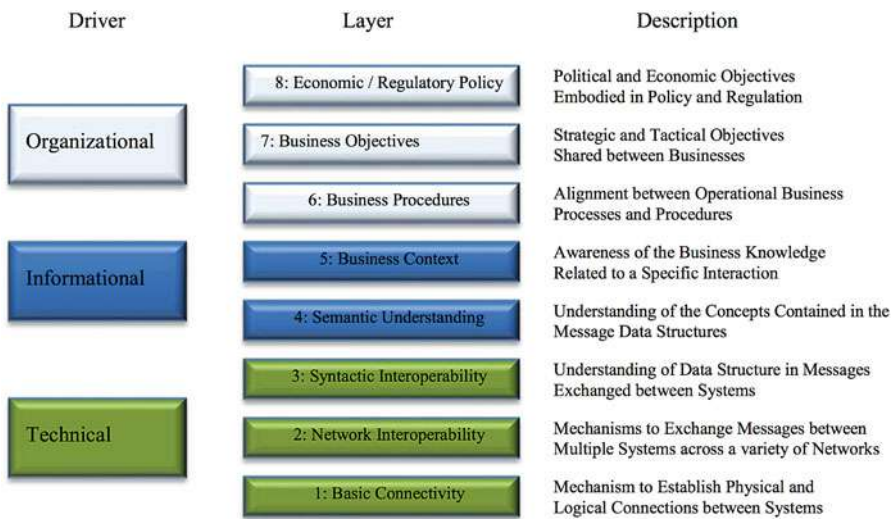 Driver
Layer
Description
Organizational
8: Economic / Regulatory Policy
Political and Economic Objectives
Embodied in Policy and Regulation
7: Business Objectives
Strategic and Tactical Objectives
Shared between Businesses
6: Business Procedures
Alignment between Operational Business
Processes and Procedures
Informational
5: Business Context
Awareness of the Business Knowledge
Related to a Specific Interaction
4: Semantic Understanding
Understanding of the Concepts Contained in the
Message Data Structures
Technical
3: Syntactic Interoperability
Understanding of Data Structure in Messages
Exchanged between Systems
2: Network Interoperability
Mechanisms to Exchange Messages between
Multiple Systems across a variety of Networks
1: Basic Connectivity
Mechanism to Establish Physical and
Logical Connections between Systems